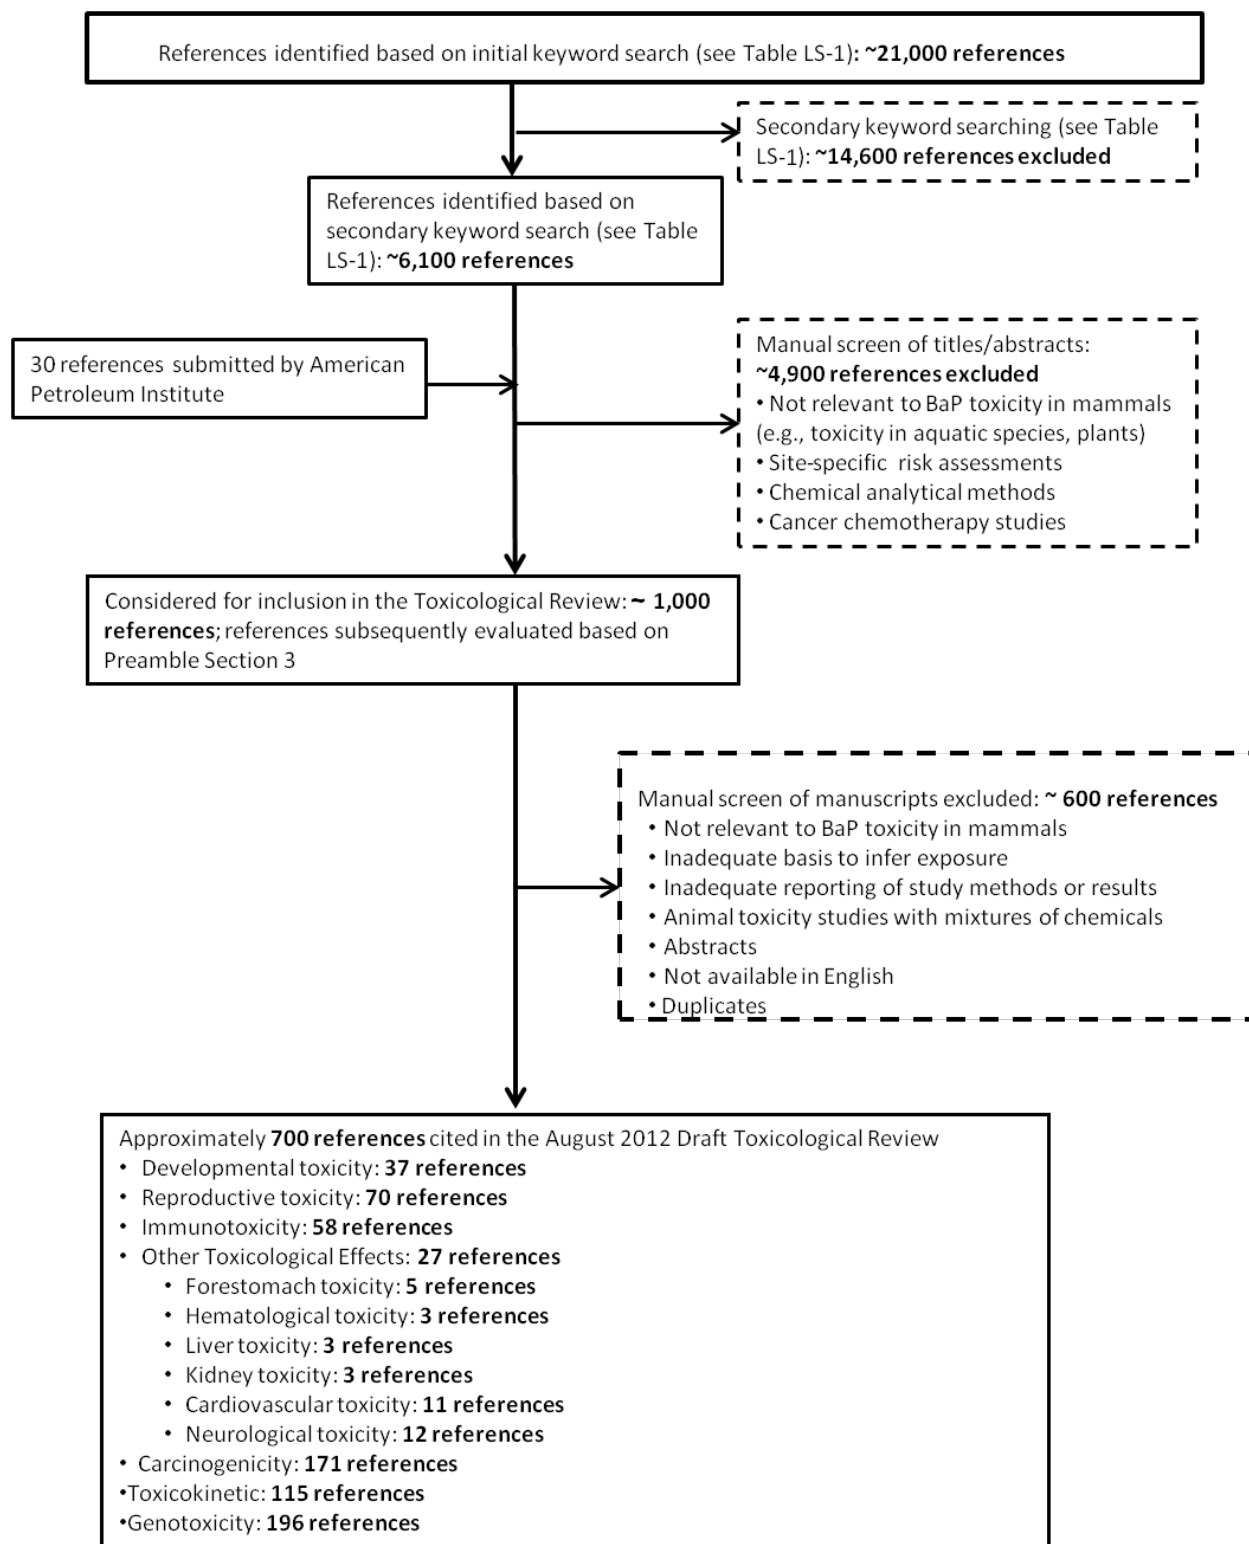 References identified based on initial keyword search (see Table LS-1): ~21,000 references
Secondary keyword searching (see Table
LS-1): ~14,600 references excluded
References identified based on
secondary keyword search (see Table
LS-1): ~6,100 references
30 references submitted by American
Petroleum Institute
Manual screen of titles/abstracts:
~4,900 references excluded
• Not relevant to BaP toxicity in mammals
(e.g., toxicity in aquatic species, plants)
• Site-specific risk assessments
• Chemical analytical methods
• Cancer chemotherapy studies
Considered for inclusion in the Toxicological Review: ~ 1,000
references; references subsequently evaluated based on
Preamble Section 3
Manual screen of manuscripts excluded: ~ 600 references
• Not relevant to BaP toxicity in mammals
• Inadequate basis to infer exposure
• Inadequate reporting of study methods or results
• Animal toxicity studies with mixtures of chemicals
• Abstracts
• Not available in English
• Duplicates
Approximately 700 references cited in the August 2012 Draft Toxicological Review
• Developmental toxicity: 37 references
• Reproductive toxicity: 70 references
• Immunotoxicity: 58 references
• Other Toxicological Effects: 27 references
• Forestomach toxicity: 5 references
• Hematological toxicity: 3 references
• Liver toxicity: 3 references
• Kidney toxicity: 3 references
• Cardiovascular toxicity: 11 references
• Neurological toxicity: 12 references
• Carcinogenicity: 171 references
•Toxicokinetic: 115 references
•Genotoxicity: 196 references